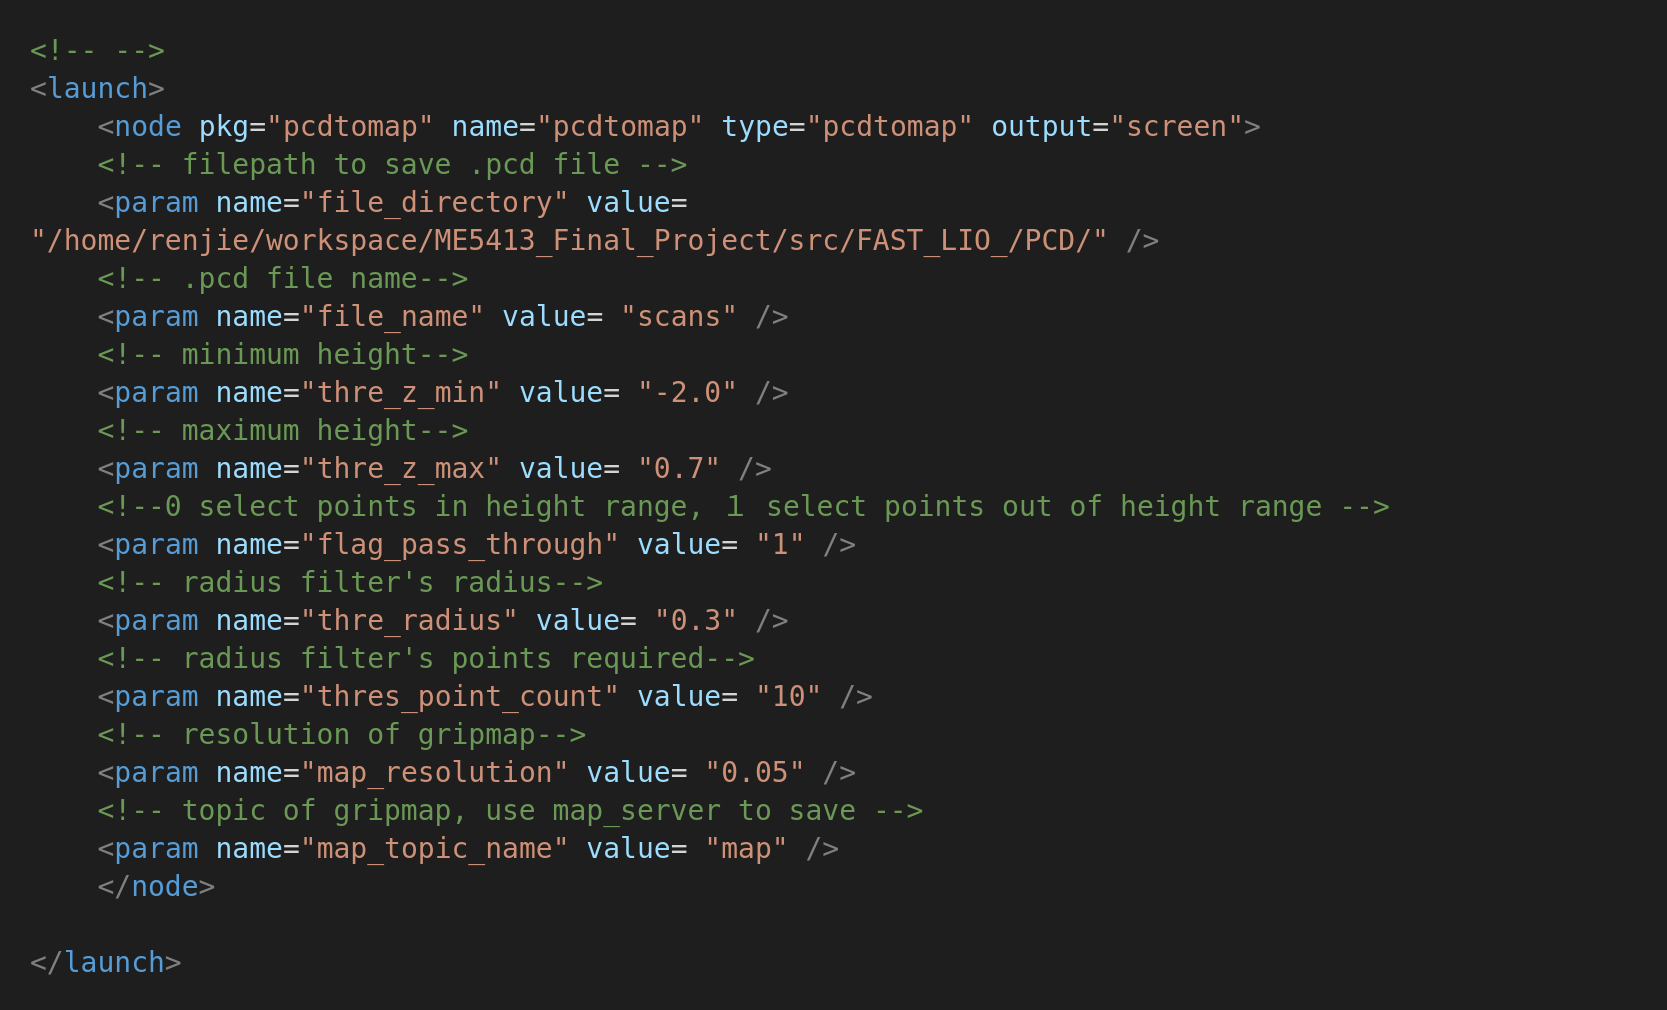 <!-- -->
<launch>
    <node pkg="pcdtomap" name="pcdtomap" type="pcdtomap" output="screen">
    <!-- filepath to save .pcd file -->
    <param name="file_directory" value=
"/home/renjie/workspace/ME5413_Final_Project/src/FAST_LIO_/PCD/" />
    <!-- .pcd file name-->
    <param name="file_name" value= "scans" />
    <!-- minimum height-->
    <param name="thre_z_min" value= "-2.0" />
    <!-- maximum height-->
    <param name="thre_z_max" value= "0.7" />
    <!--0 select points in height range, 1 select points out of height range -->
    <param name="flag_pass_through" value= "1" />
    <!-- radius filter's radius-->
    <param name="thre_radius" value= "0.3" />
    <!-- radius filter's points required-->
    <param name="thres_point_count" value= "10" />
    <!-- resolution of gripmap-->
    <param name="map_resolution" value= "0.05" />
    <!-- topic of gripmap, use map_server to save -->
    <param name="map_topic_name" value= "map" />
    </node>

</launch>